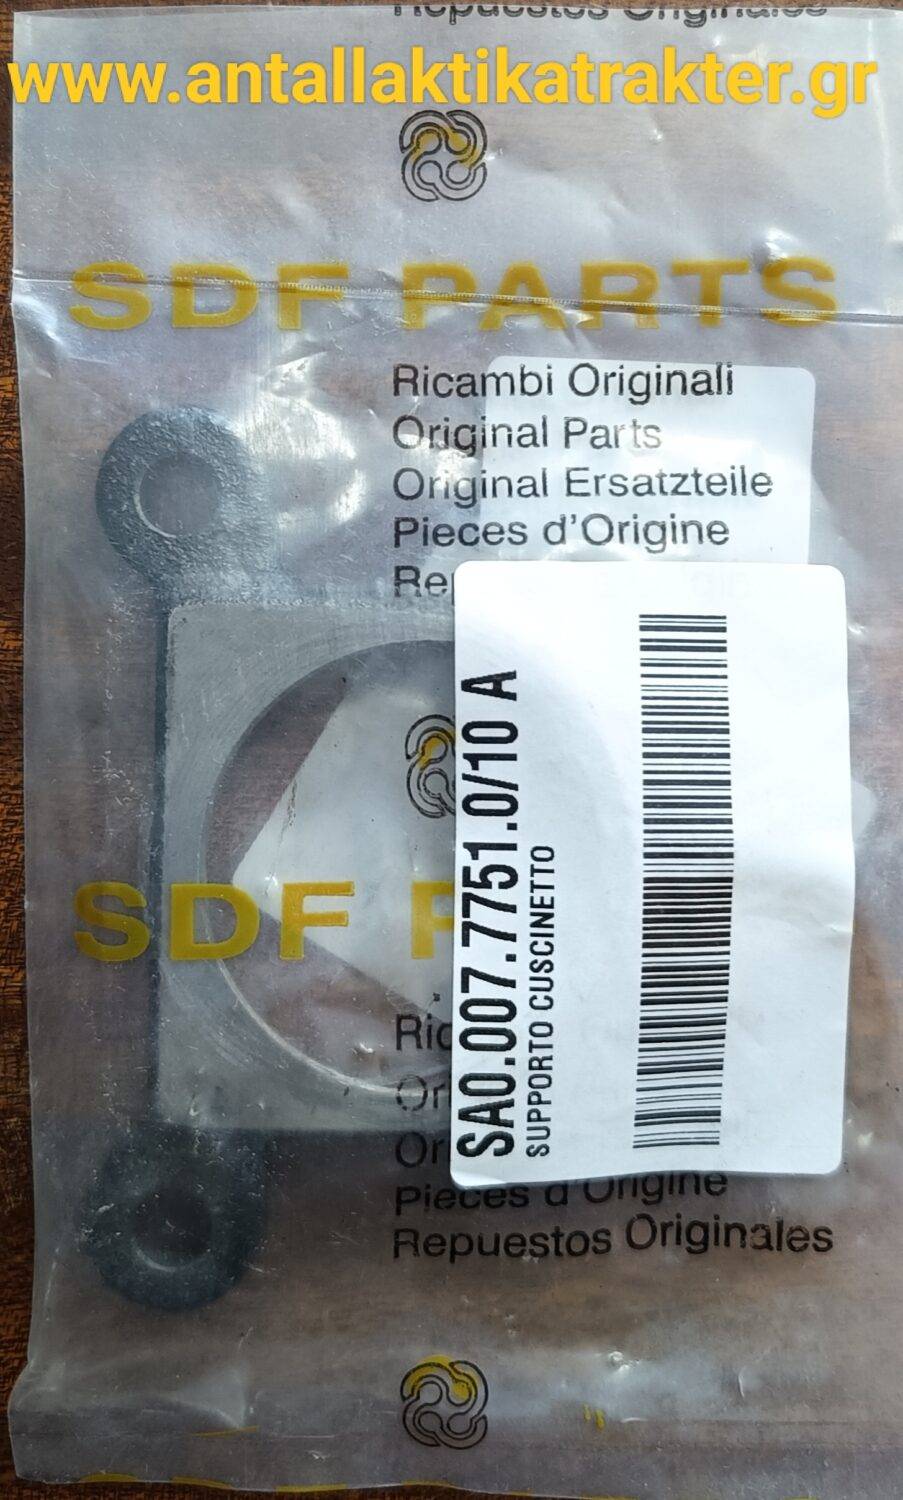 Repuestos Originales
www.antallaktikatrakter.gr
SDF PARTS
Ricambi Originali
Original Parts
Original Ersatzteile
Pieces d'Origine
SA0.007.7751.0/10 A
SUPPORTO CUSCINETTO
SDF
Pieces d'Origine
Repuestos Originales